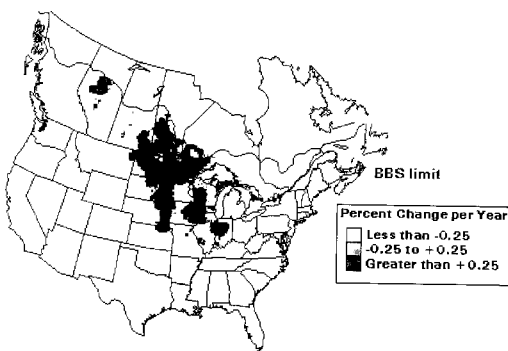 BBS limit
Percent Change per Year
Less than -0.25
-0.25 to +0.25
Greater than +0.25